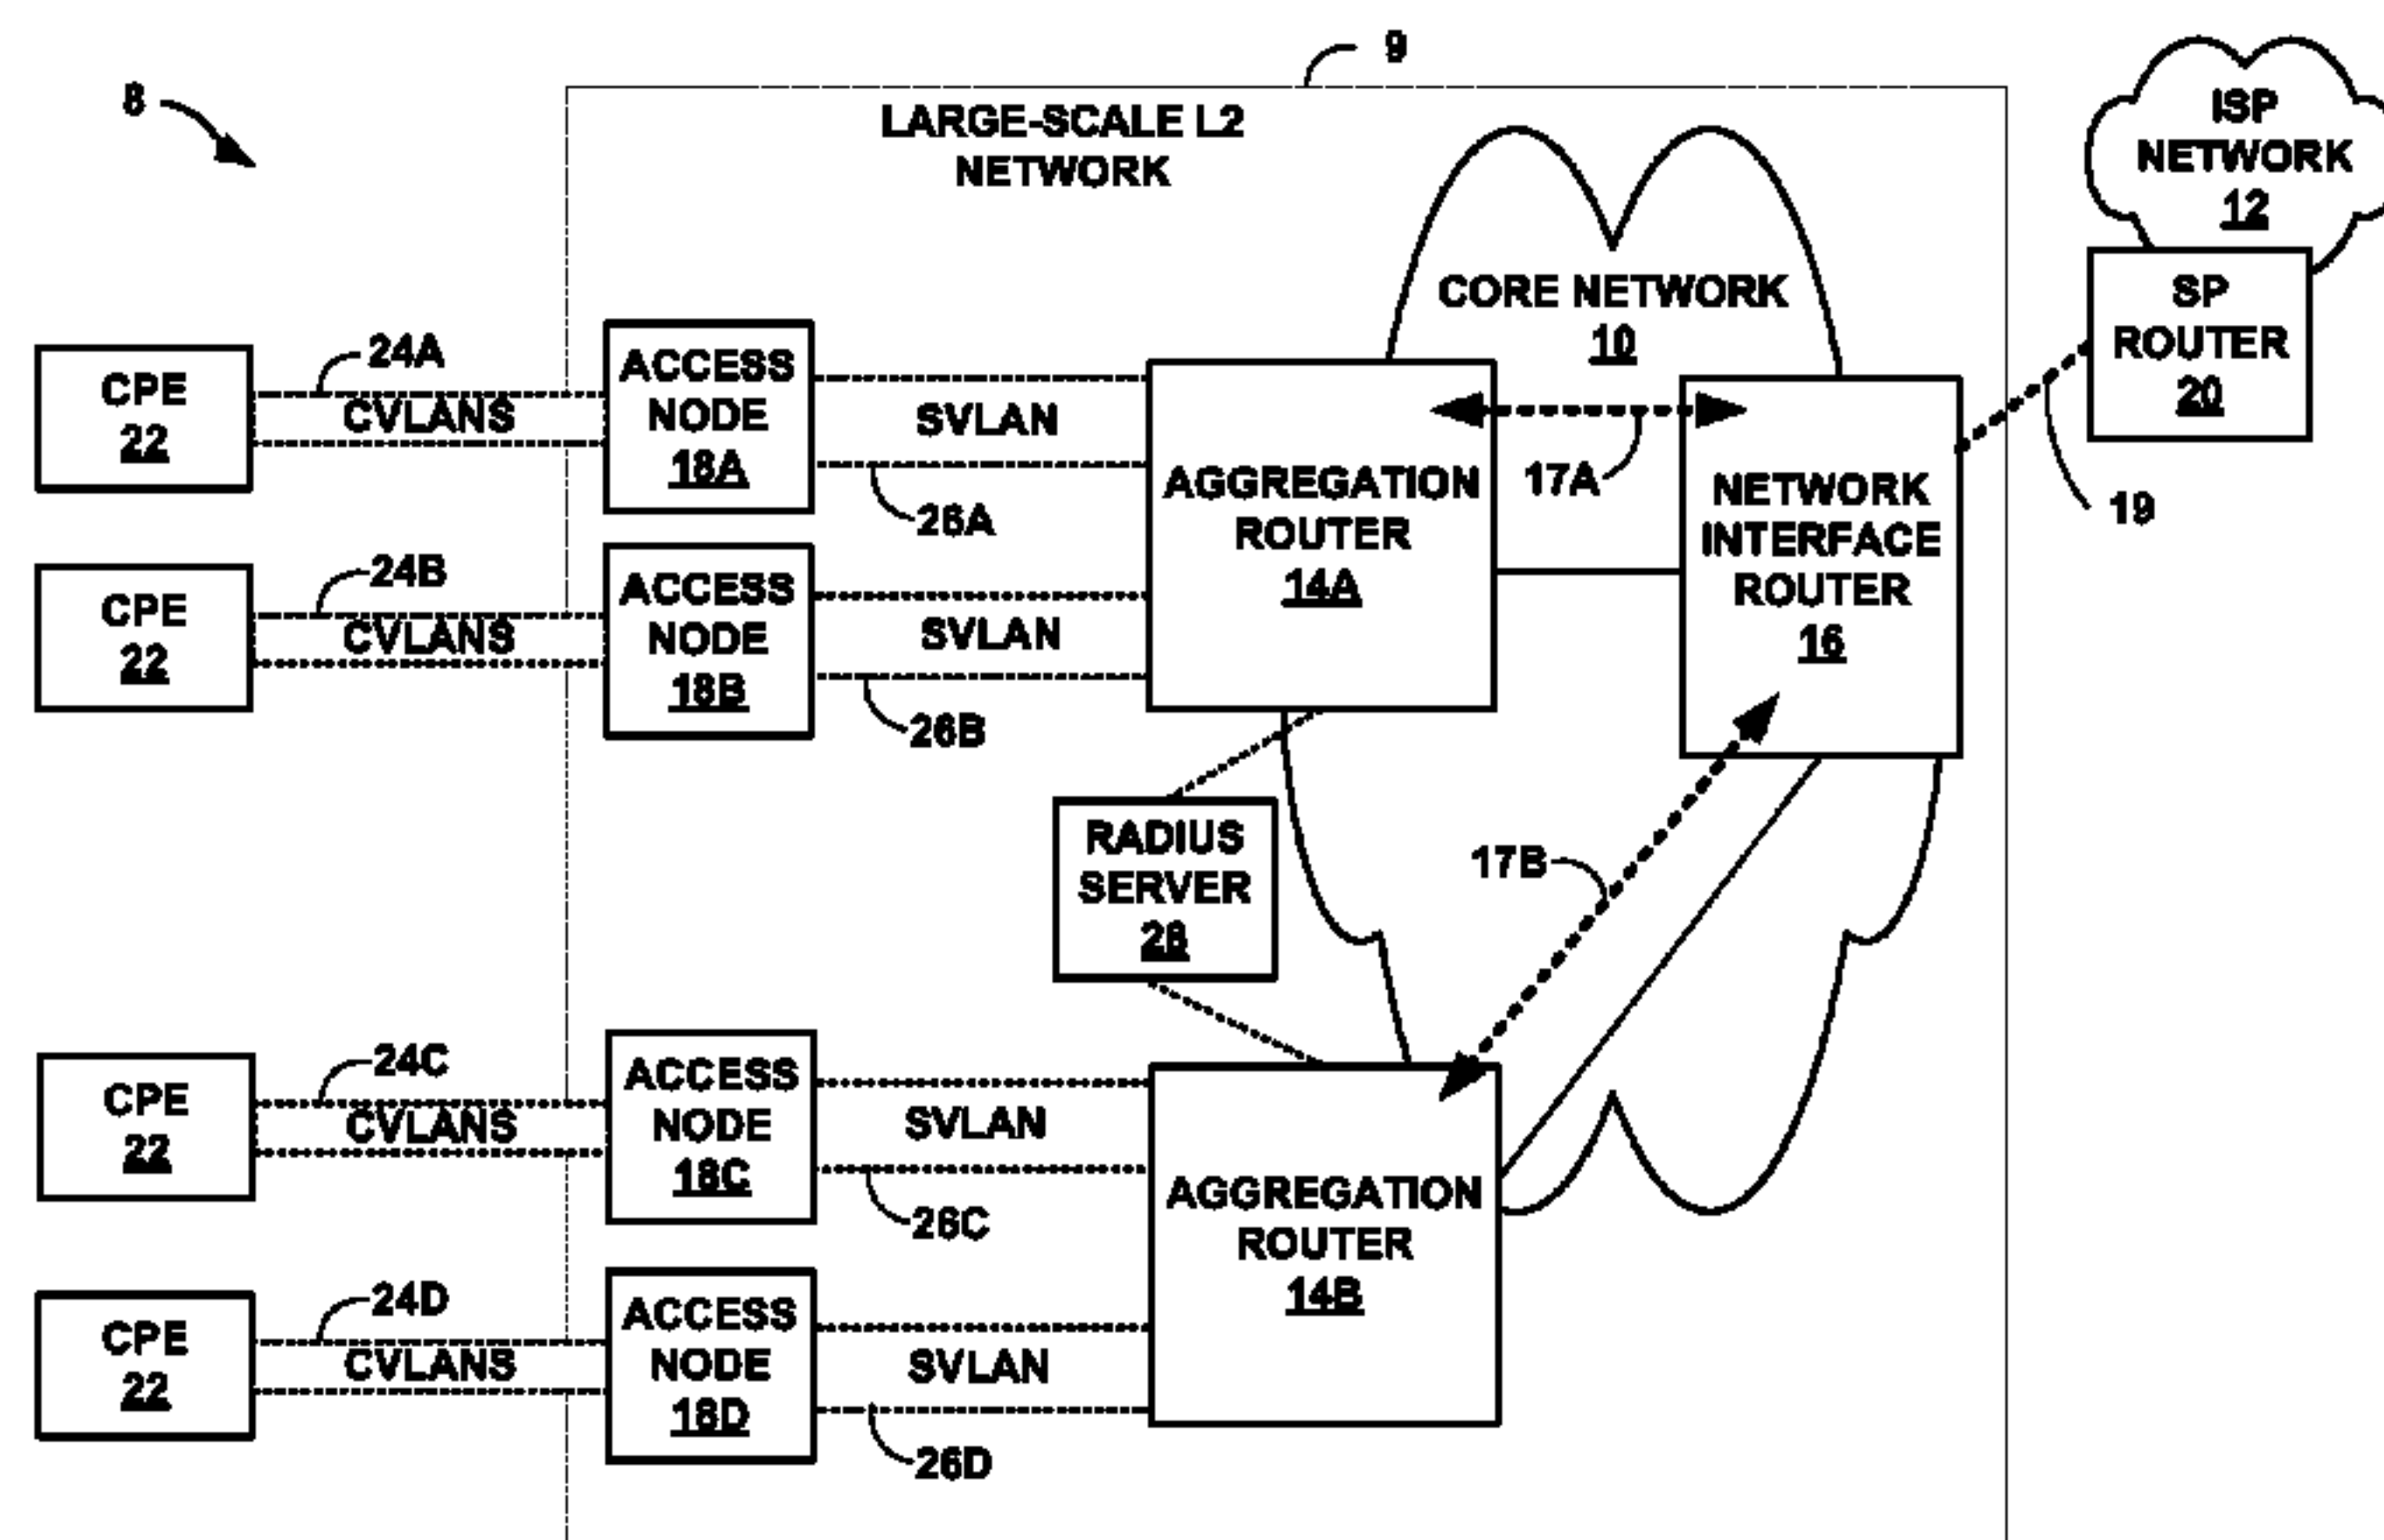 8
9
LARGE-SCALE L2
NETWORK
ISP
NETWORK
12
SP
ROUTER
20
19
CORE NETWORK
10
17A
NETWORK
INTERFACE
ROUTER
16
CPE
22
24A
CVLANS
ACCESS
NODE
18A
SVLAN
26A
AGGREGATION
ROUTER
14A
CPE
22
24B
CVLANS
ACCESS
NODE
18B
SVLAN
26B
RADIUS
SERVER
28
17B
CPE
22
24C
CVLANS
ACCESS
NODE
18C
SVLAN
26C
AGGREGATION
ROUTER
14B
CPE
22
24D
CVLANS
ACCESS
NODE
18D
SVLAN
26D